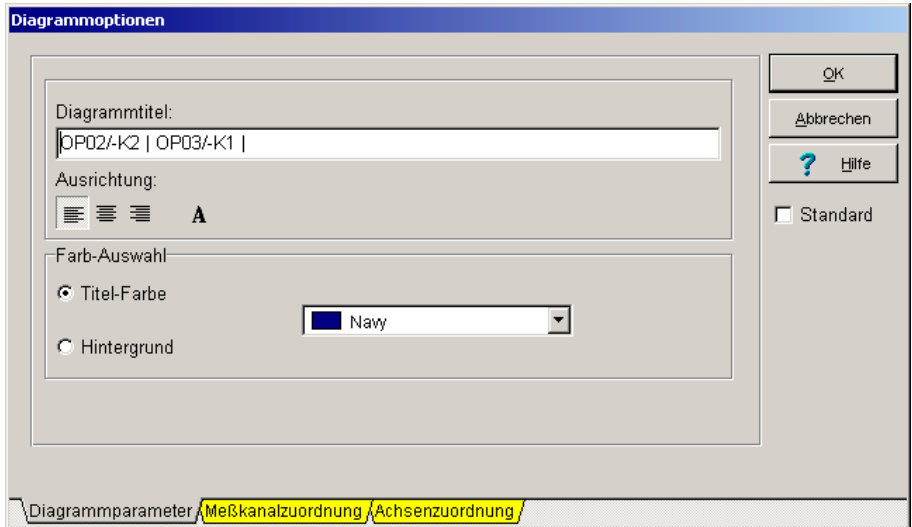 Diagrammoptionen
OK
Diagrammtitel:
Abbrechen
OP02/-K2 | OP03/-K1 |
? Hilfe
Ausrichtung:
A
Standard
Farb-Auswahl
Titel-Farbe
Navy
Hintergrund
Diagrammparameter Meßkanalzuordnung Achsenzuordnung